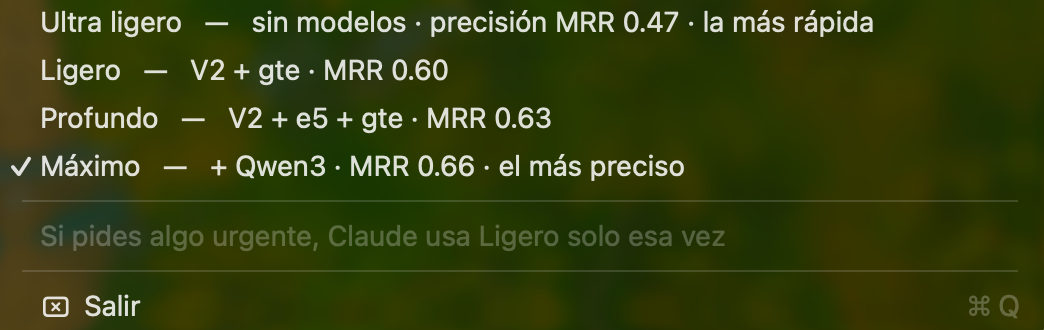 Ultra ligero — sin modelos · precisión MRR 0.47 · la más rápida
Ligero — V2 + gte · MRR 0.60
Profundo — V2 + e5 + gte · MRR 0.63
✓ Máximo — + Qwen3 · MRR 0.66 · el más preciso
Si pides algo urgente, Claude usa Ligero solo esa vez
Salir ⌘ Q